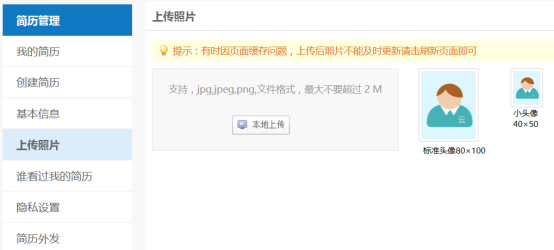 简历管理
我的简历
创建简历
基本信息
上传照片
谁看过我的简历
隐私设置
简历外发
上传照片
提示：有时因页面缓存问题，上传后照片不能及时更新请击刷新页面即可
支持，jpg,jpeg,png,文件格式，最大不要超过 2 M
本地上传
云
标准头像80×100
小头像
40×50